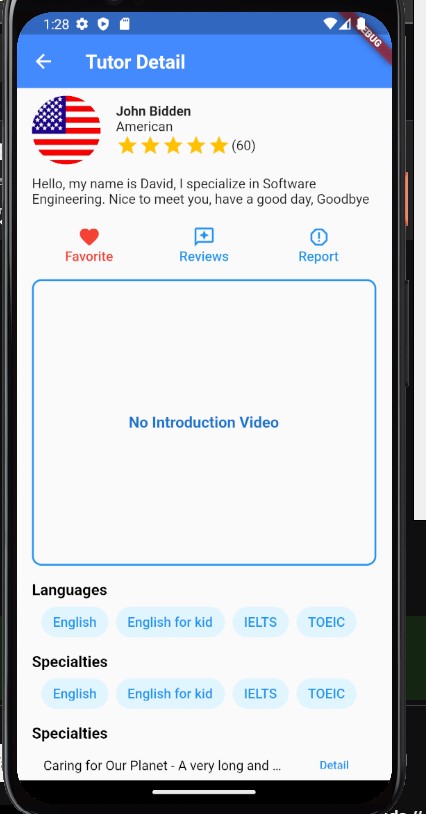 1:28
DEBUG
Tutor Detail
John Bidden
American
(60)
Hello, my name is David, I specialize in Software
Engineering. Nice to meet you, have a good day, Goodbye
Favorite Reviews Report
No Introduction Video
Languages
English English for kid IELTS TOEIC
Specialties
English English for kid IELTS TOEIC
Specialties
Caring for Our Planet - A very long and ... Detail